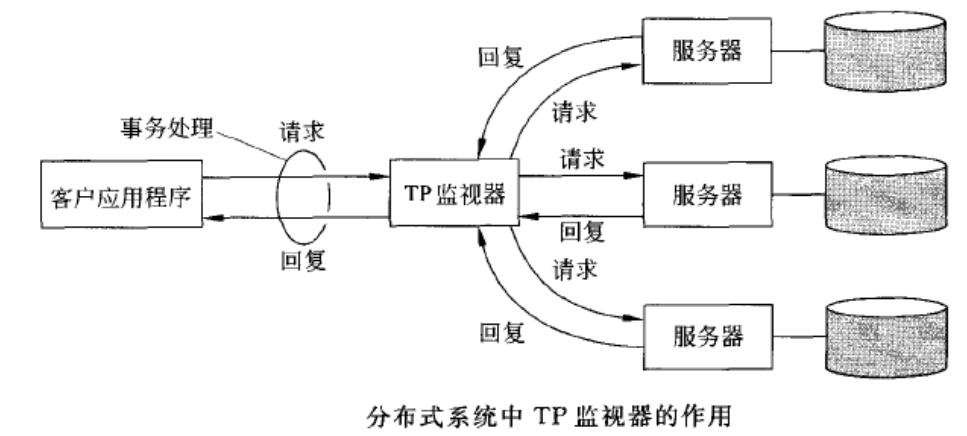 回复
服务器
请求
事务处理
请求
客户应用程序
TP监视器
请求
服务器
回复
回复
请求
回复
服务器
分布式系统中 TP 监视器的作用